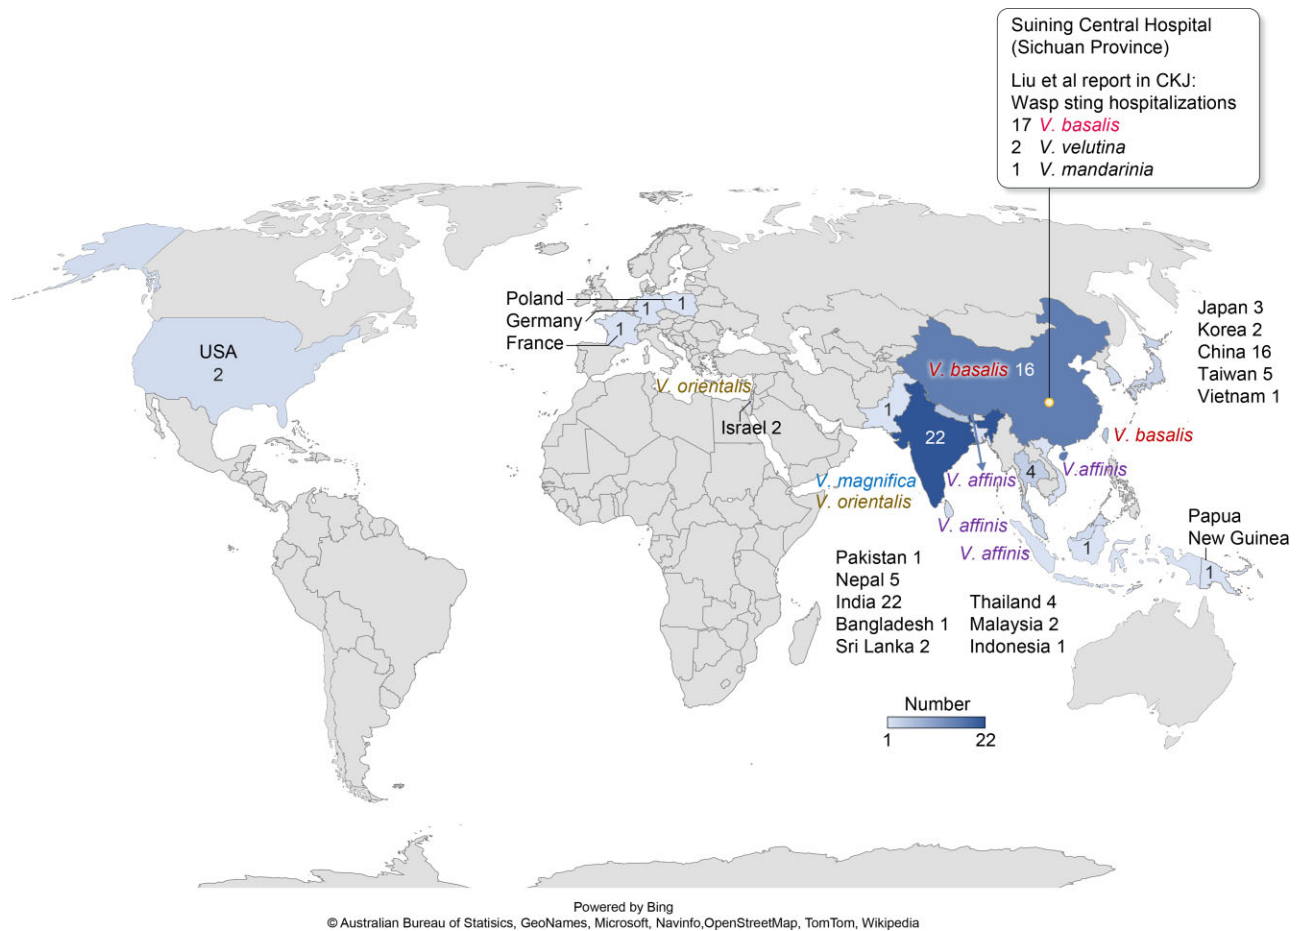 Suining Central Hospital
(Sichuan Province)
Liu et al report in CKJ:
Wasp sting hospitalizations
17 V. basalis
2 V. velutina
1 V. mandarinia
Poland
1
Germany
1
France
1
USA
2
V. orientalis
Israel 2
V. basalis 16
Japan 3
Korea 2
China 16
Taiwan 5
Vietnam 1
1
22
V. basalis
V. magnifica
V. orientalis
V. affinis
4
V.affinis
V. affinis
V. affinis
1
Papua
New Guinea
1
Pakistan 1
Nepal 5
India 22
Bangladesh 1
Sri Lanka 2
Thailand 4
Malaysia 2
Indonesia 1
Number
1 22
Powered by Bing
© Australian Bureau of Statisics, GeoNames, Microsoft, Navinfo,OpenStreetMap, TomTom, Wikipedia